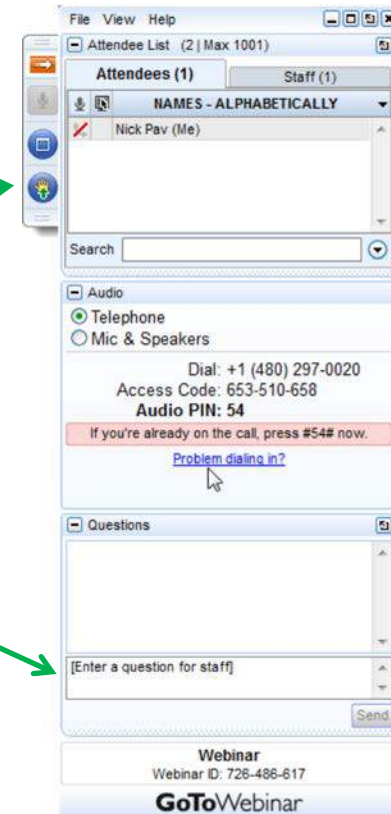 File View Help
Attendee List (2 | Max 1001)
Attendees (1)
Staff (1)
NAMES - ALPHABETICALLY
Nick Pav (Me)
Search
Audio
Telephone
Mic & Speakers
Dial: +1 (480) 297-0020
Access Code: 653-510-658
Audio PIN: 54
If you're already on the call, press #54# now.
Problem dialing in?
Questions
[Enter a question for staff]
Send
Webinar
Webinar ID: 726-486-617
GoToWebinar